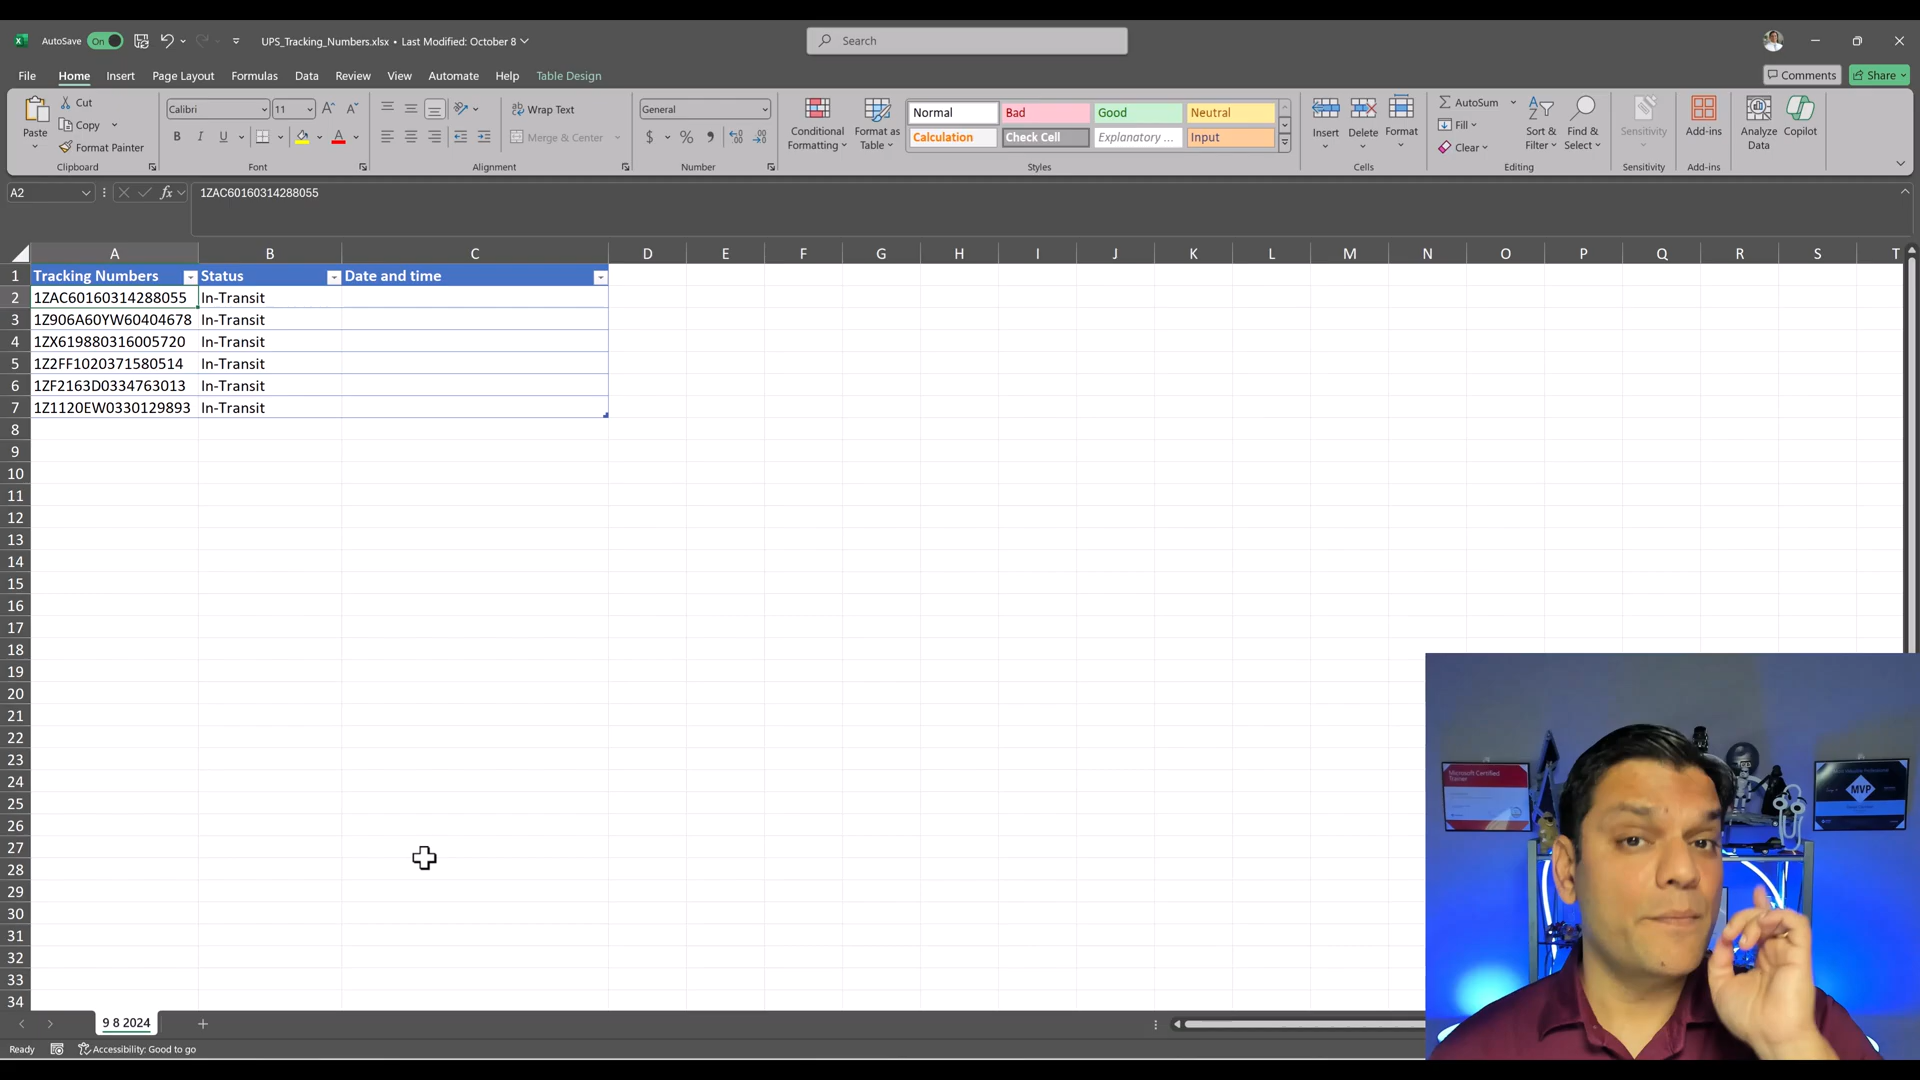 AutoSave On UPS_Tracking_Numbers.xlsx • Last Modified: October 8 Search
File Home Insert Page Layout Formulas Data Review View Automate Help Table Design Comments Share
Paste
Cut
Copy
Format Painter
Clipboard
Calibri 11
B I U
Font
Wrap Text
Merge & Center
Alignment
General
$ % 9
Number
Conditional
Formatting
Format as
Table
Normal Bad Good Neutral
Calculation Check Cell Explanatory ... Input
Styles
Insert Delete Format
Cells
AutoSum
Fill
Clear
Sort &
Filter
Find &
Select
Editing
Sensitivity
Sensitivity
Add-ins
Add-ins
Analyze
Data
Copilot
A2 fx 1ZAC60160314288055
A B C D E F G H I J K L M N O P Q R S T
1 Tracking Numbers Status Date and time
2 1ZAC60160314288055 In-Transit
3 1Z906A60YW60404678 In-Transit
4 1ZX619880316005720 In-Transit
5 1Z2FF1020371580514 In-Transit
6 1ZF2163D0334763013 In-Transit
7 1Z1120EW0330129893 In-Transit
8
9
10
11
12
13
14
15
16
17
18
19
20
21
22
23
24
25
26
27
28
29
30
31
32
33
34
Microsoft Certified
Trainer
MVP
9 8 2024
Ready Accessibility: Good to go